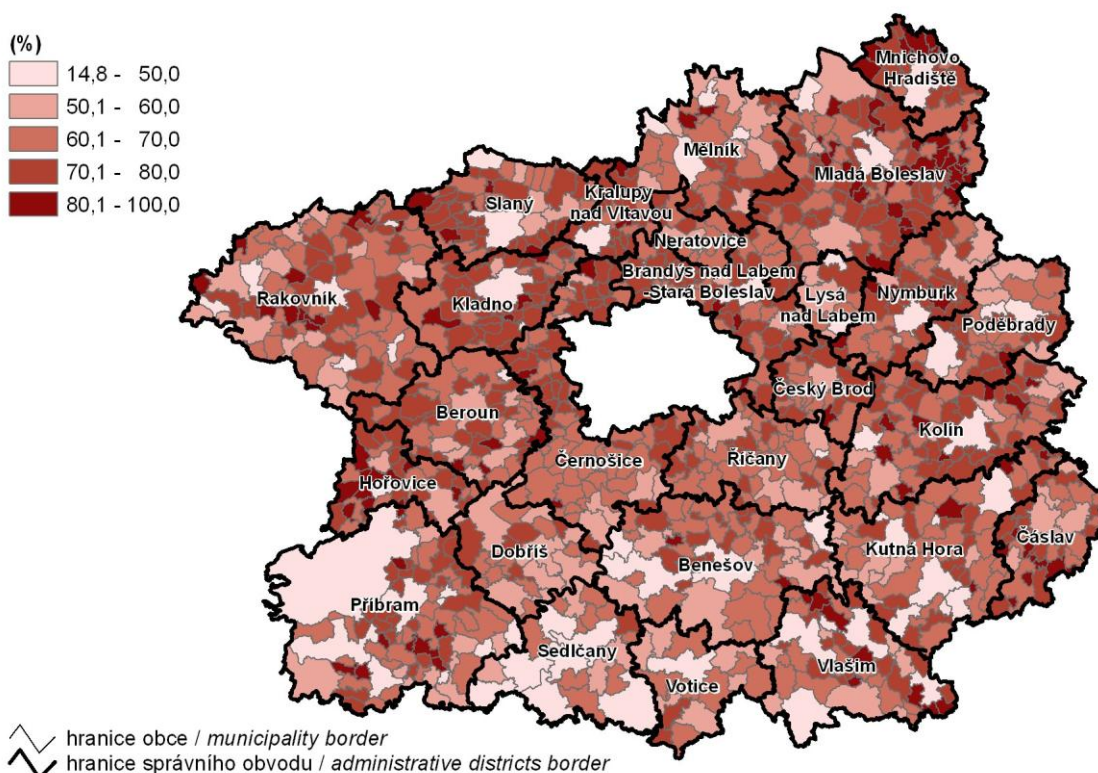 (%)
14,8 - 50,0
50,1 - 60,0
60,1 - 70,0
70,1 - 80,0
80,1 - 100,0
Mnichovo
Hradiště
Mělník
Mladá Boleslav
Slaný
Kralupy
nad Vltavou
Neratovice
Brandýs nad Labem
-Stará Boleslav
Lysá
nad Labem
Nymburk
Poděbrady
Rakovník
Kladno
Český Brod
Beroun
Kolín
Černošice
Říčany
Hořovice
Dobříš
Benešov
Kutná Hora
Čáslav
Příbram
Sedlčany
Votice
Vlašim
hranice obce / municipality border
hranice správního obvodu / administrative districts border